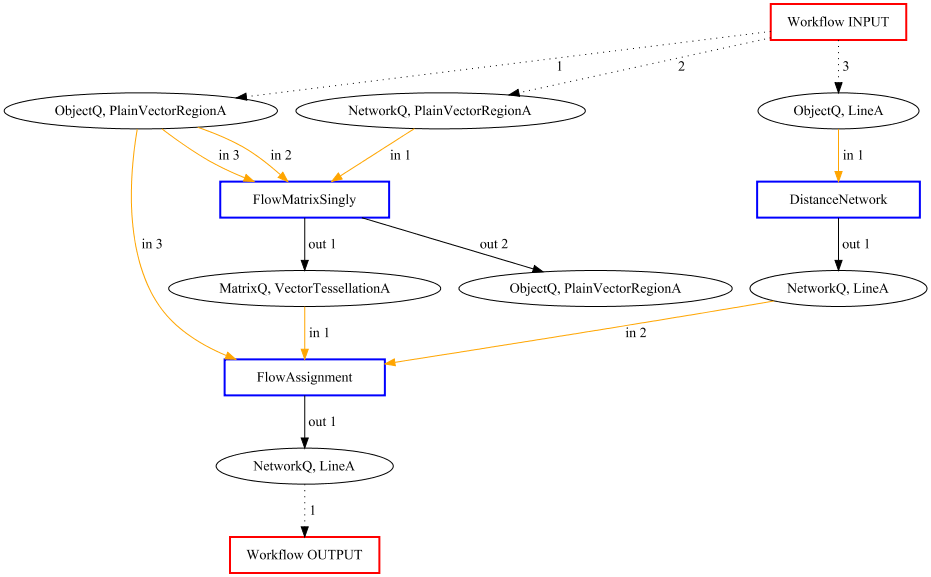 Workflow INPUT
1
2
3
ObjectQ, PlainVectorRegionA
NetworkQ, PlainVectorRegionA
ObjectQ, LineA
in 3
in 2
in 1
in 1
FlowMatrixSingly
DistanceNetwork
in 3
out 1
out 2
out 1
MatrixQ, VectorTessellationA
ObjectQ, PlainVectorRegionA
NetworkQ, LineA
in 1
in 2
FlowAssignment
out 1
NetworkQ, LineA
1
Workflow OUTPUT